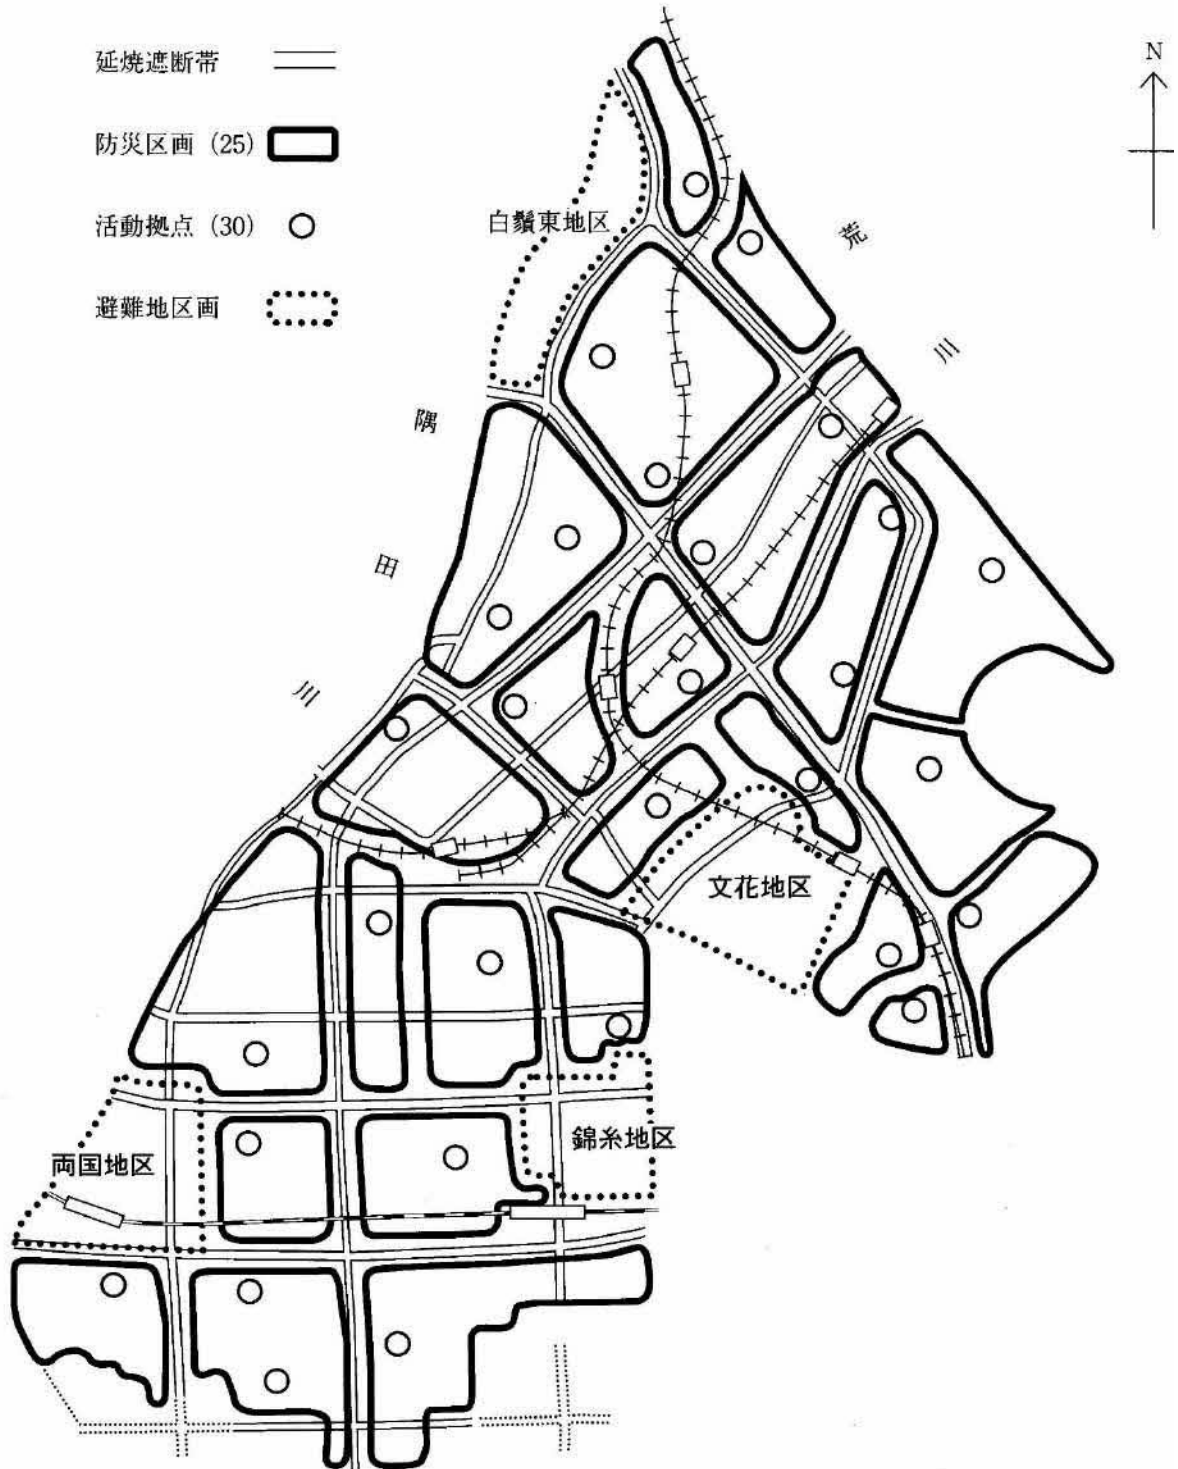 延焼遮断帯
防災区画 (25)
活動拠点 (30)
避難地区画
N
白鬚東地区
荒
川
隅
田
川
文花地区
両国地区
錦糸地区